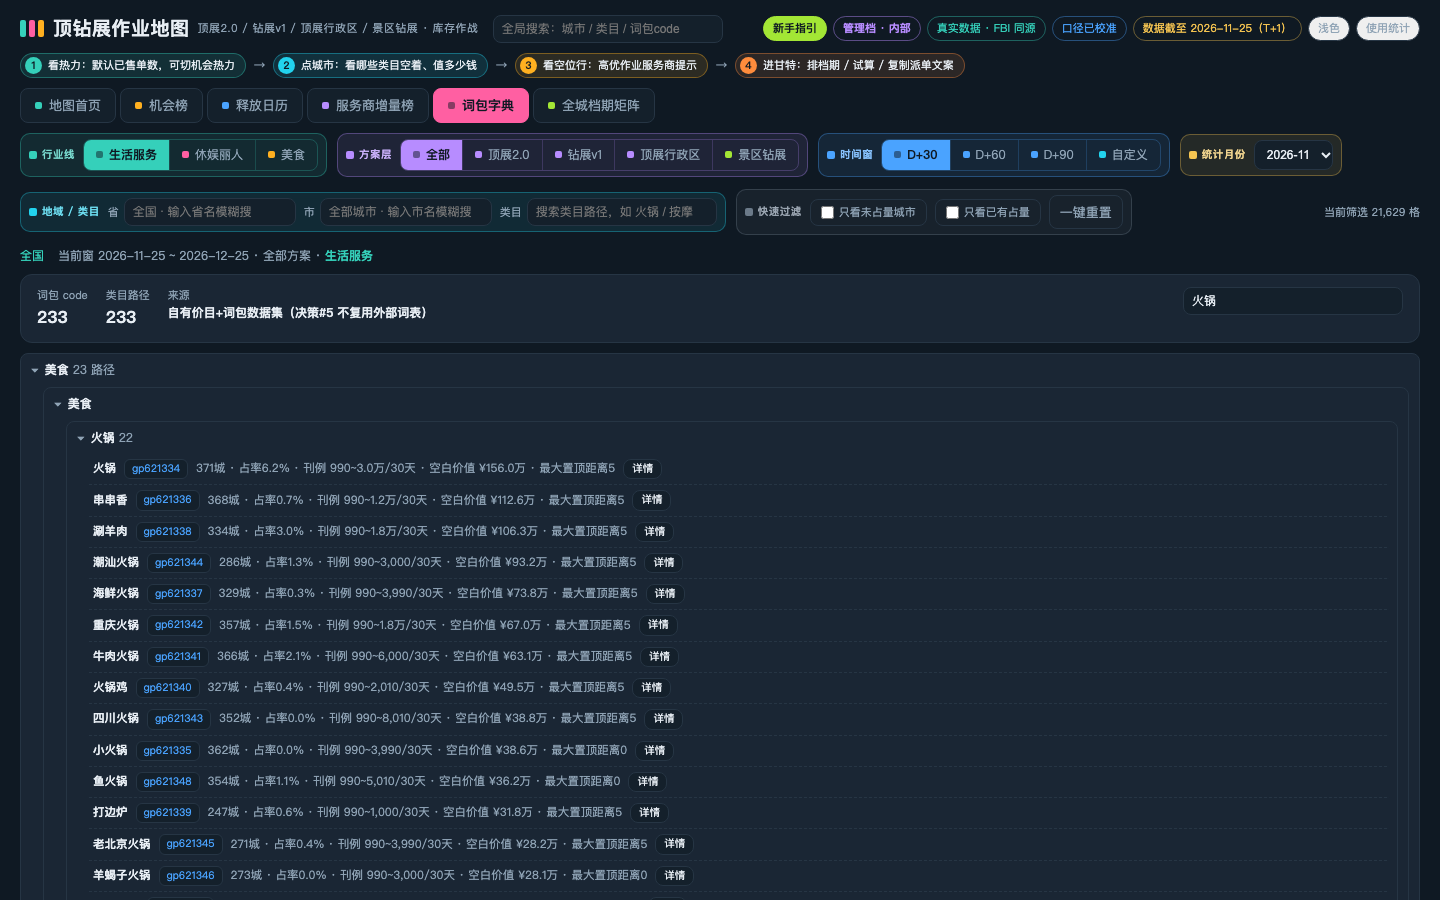 顶钻展作业地图 顶展2.0 / 钻展v1 / 顶展行政区 / 景区钻展 · 库存作战 全局搜索：城市 / 类目 / 词包code 新手指引 管理档 · 内部 真实数据 · FBI 同源 口径已校准 数据截至 2026-11-25（T+1） 浅色 使用统计
1 看热力：默认已售单数，可切机会热力 → 2 点城市：看哪些类目空着、值多少钱 → 3 看空位行：高优作业服务商提示 → 4 进甘特：排档期 / 试算 / 复制派单文案
地图首页 机会榜 释放日历 服务商增量榜 词包字典 全城档期矩阵
行业线 生活服务 休娱丽人 美食 方案层 全部 顶展2.0 钻展v1 顶展行政区 景区钻展 时间窗 D+30 D+60 D+90 自定义 统计月份 2026-11
地域 / 类目 省 全国 · 输入省名模糊搜 市 全部城市 · 输入市名模糊搜 类目 搜索类目路径，如 火锅 / 按摩 快速过滤 只看未占量城市 只看已有占量 一键重置 当前筛选 21,629 格
全国 当前窗 2026-11-25 ~ 2026-12-25 · 全部方案 · 生活服务
词包 code 类目路径 来源
233 233 自有价目+词包数据集（决策#5 不复用外部词表） 火锅
美食 23 路径
美食
火锅 22
火锅 gp621334 371城 · 占率6.2% · 刊例 990~3.0万/30天 · 空白价值 ¥156.0万 · 最大置顶距离5 详情
串串香 gp621336 368城 · 占率0.7% · 刊例 990~1.2万/30天 · 空白价值 ¥112.6万 · 最大置顶距离5 详情
涮羊肉 gp621338 334城 · 占率3.0% · 刊例 990~1.8万/30天 · 空白价值 ¥106.3万 · 最大置顶距离5 详情
潮汕火锅 gp621344 286城 · 占率1.3% · 刊例 990~3,000/30天 · 空白价值 ¥93.2万 · 最大置顶距离5 详情
海鲜火锅 gp621337 329城 · 占率0.3% · 刊例 990~3,990/30天 · 空白价值 ¥73.8万 · 最大置顶距离5 详情
重庆火锅 gp621342 357城 · 占率1.5% · 刊例 990~1.8万/30天 · 空白价值 ¥67.0万 · 最大置顶距离5 详情
牛肉火锅 gp621341 366城 · 占率2.1% · 刊例 990~6,000/30天 · 空白价值 ¥63.1万 · 最大置顶距离5 详情
火锅鸡 gp621340 327城 · 占率0.4% · 刊例 990~2,010/30天 · 空白价值 ¥49.5万 · 最大置顶距离5 详情
四川火锅 gp621343 352城 · 占率0.0% · 刊例 990~8,010/30天 · 空白价值 ¥38.8万 · 最大置顶距离5 详情
小火锅 gp621335 362城 · 占率0.0% · 刊例 990~3,990/30天 · 空白价值 ¥38.6万 · 最大置顶距离0 详情
鱼火锅 gp621348 354城 · 占率1.1% · 刊例 990~5,010/30天 · 空白价值 ¥36.2万 · 最大置顶距离0 详情
打边炉 gp621339 247城 · 占率0.6% · 刊例 990~1,000/30天 · 空白价值 ¥31.8万 · 最大置顶距离5 详情
老北京火锅 gp621345 271城 · 占率0.4% · 刊例 990~3,990/30天 · 空白价值 ¥28.2万 · 最大置顶距离5 详情
羊蝎子火锅 gp621346 273城 · 占率0.0% · 刊例 990~3,000/30天 · 空白价值 ¥28.1万 · 最大置顶距离0 详情